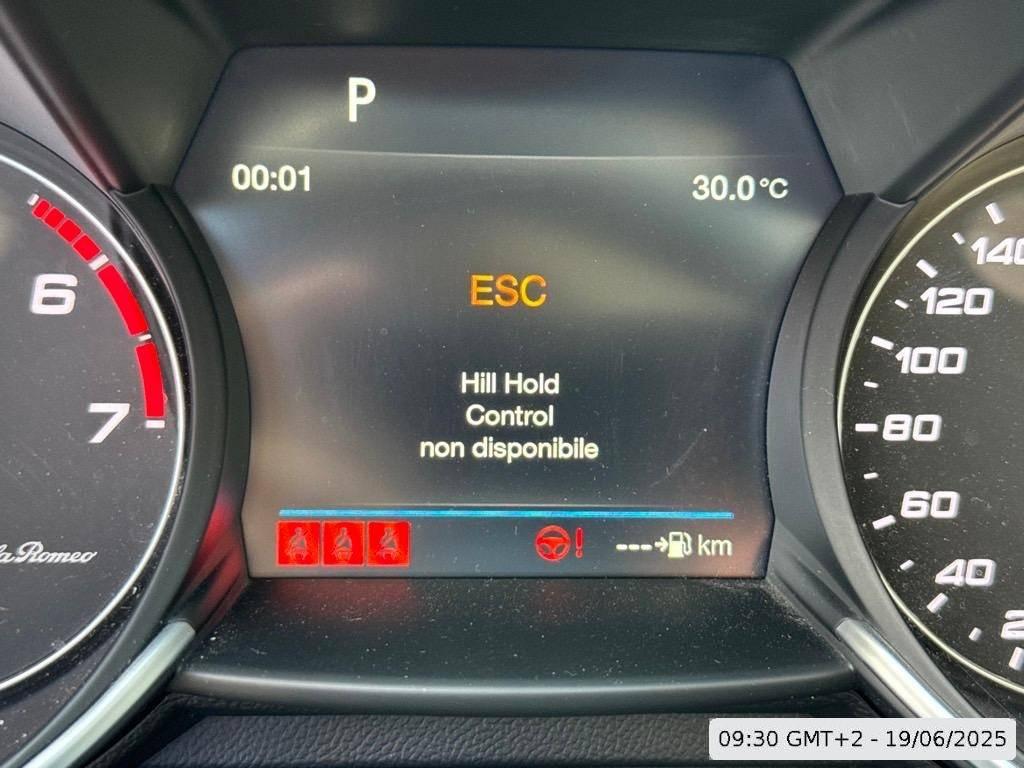 P
00:01
30.0°C
ESC
Hill Hold
Control
non disponibile
!
---→ km
6
7
Romeo
140
120
100
80
60
40
09:30 GMT+2 - 19/06/2025